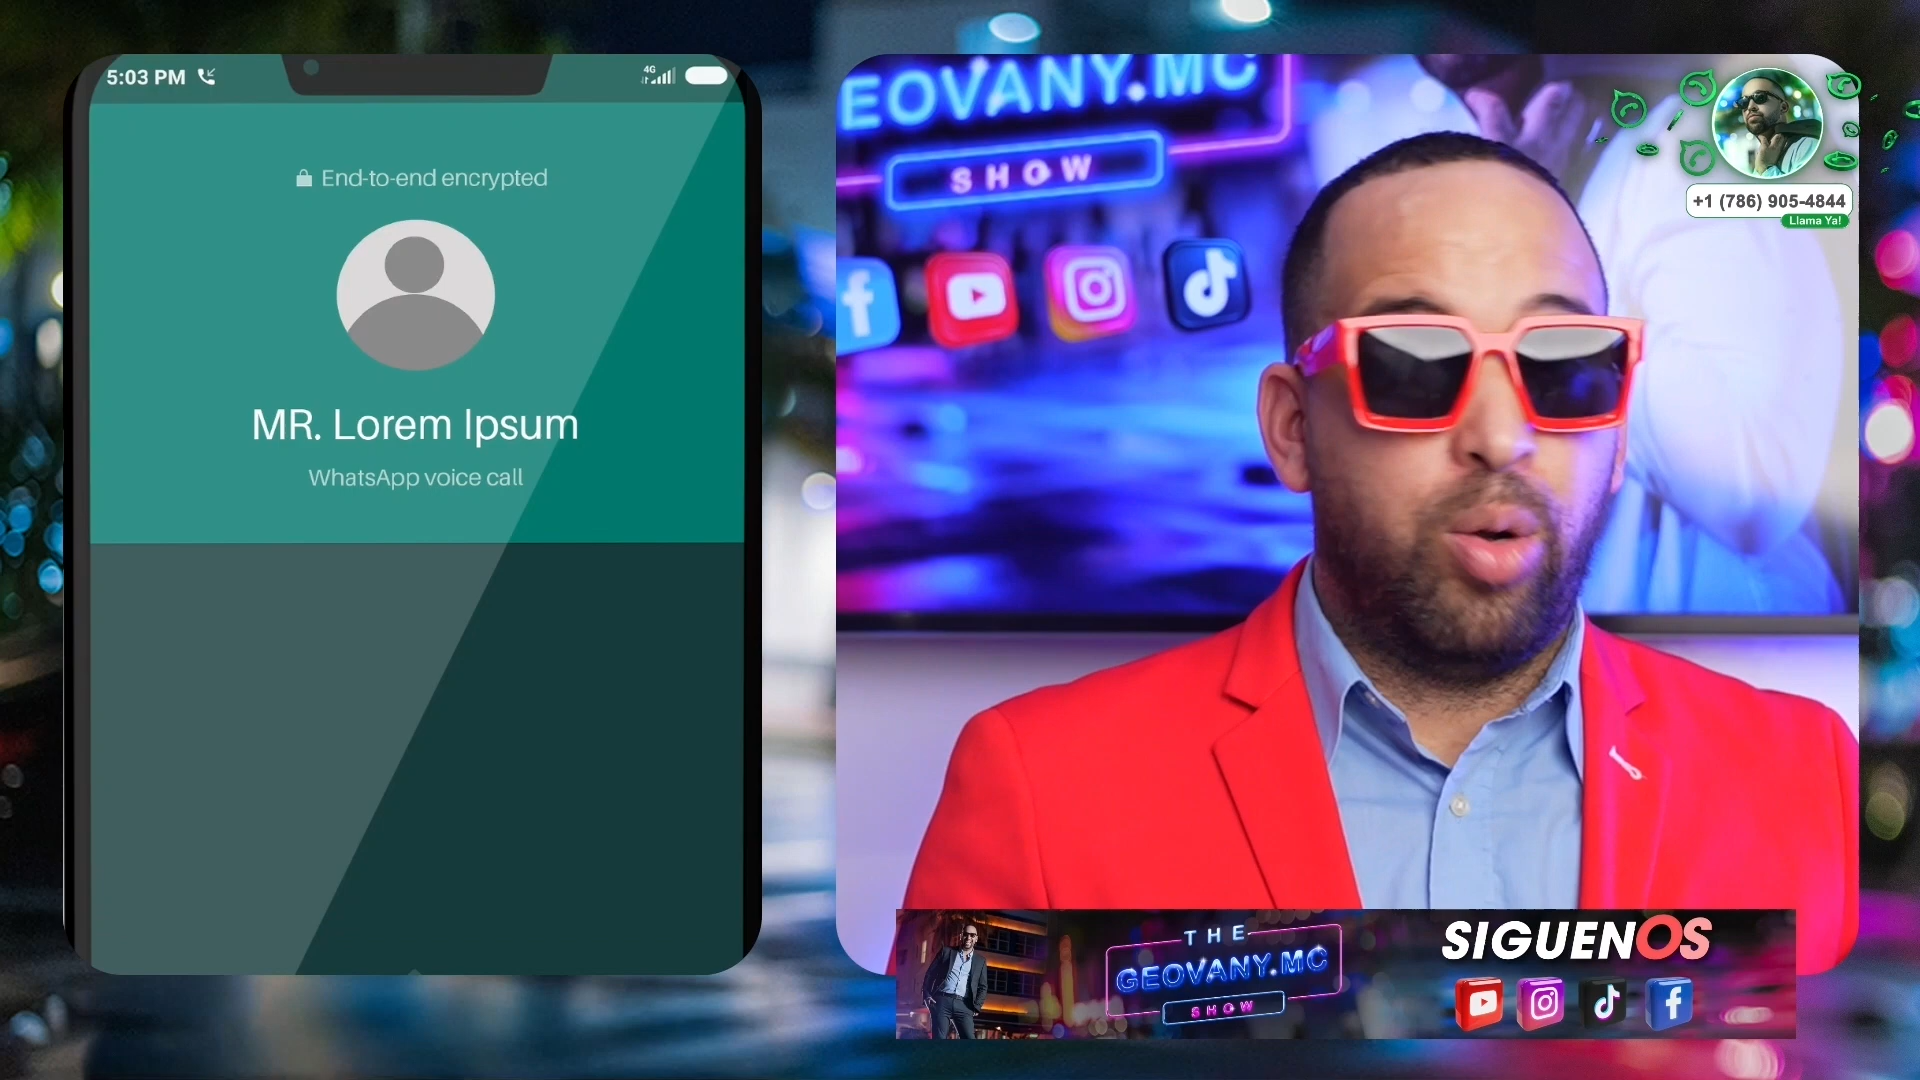 5:03 PM
4G
End-to-end encrypted
MR. Lorem Ipsum
WhatsApp voice call
EOVANY.MC
SHOW
+1 (786) 905-4844
Llama Ya!
THE
GEOVANY.MC
SHOW
SIGUENOS